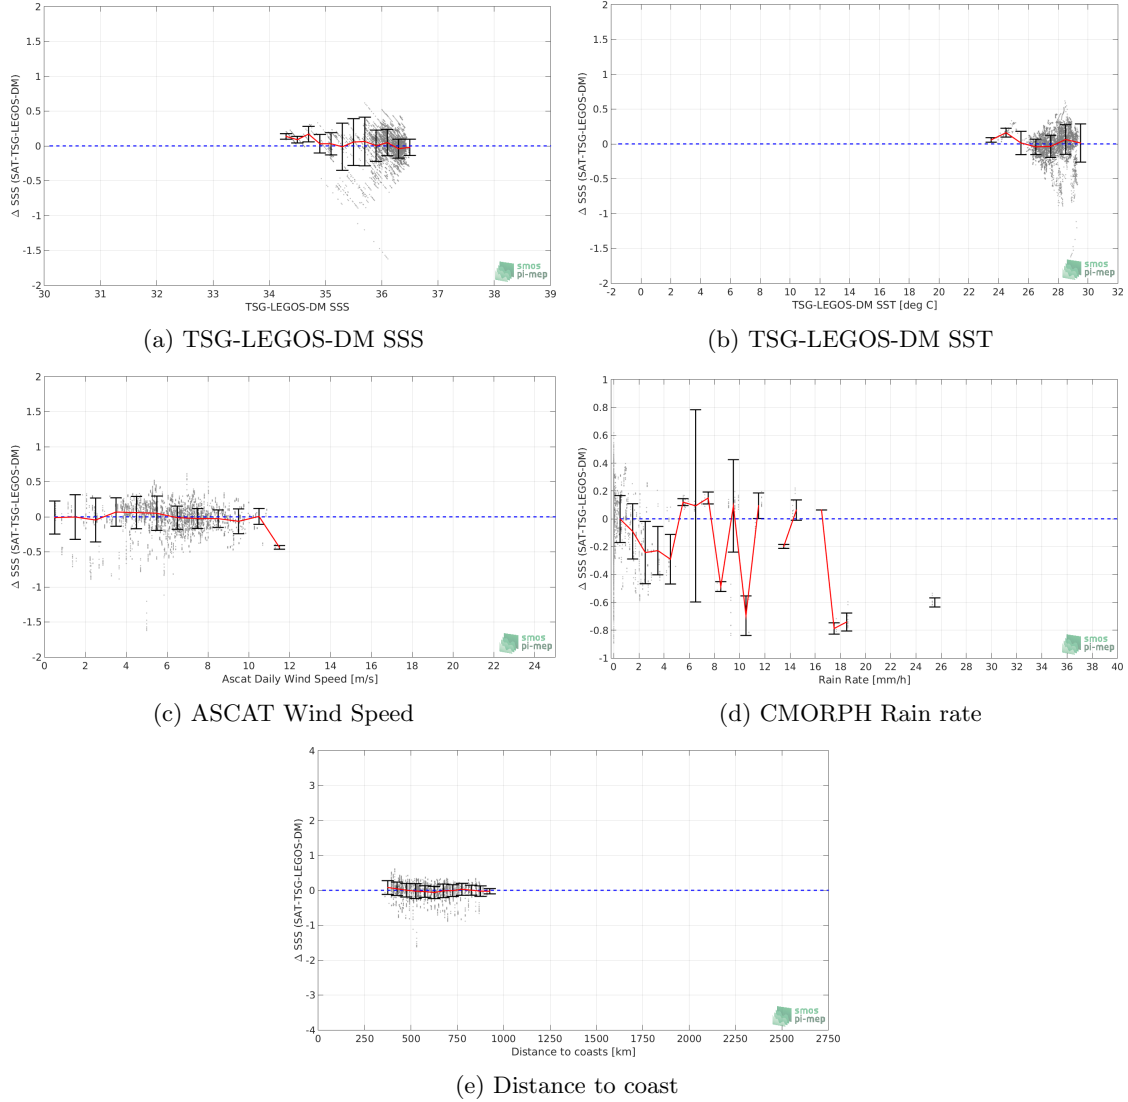 2
1.5
1
0.5
0
-0.5
-1
-1.5
-2
Δ SSS (SAT-TSG-LEGOS-DM)
30 31 32 33 34 35 36 37 38 39
TSG-LEGOS-DM SSS
smos
pi-mep
(a) TSG-LEGOS-DM SSS
2
1.5
1
0.5
0
-0.5
-1
-1.5
-2
Δ SSS (SAT-TSG-LEGOS-DM)
-2 0 2 4 6 8 10 12 14 16 18 20 22 24 26 28 30 32
TSG-LEGOS-DM SST [deg C]
smos
pi-mep
(b) TSG-LEGOS-DM SST
2
1.5
1
0.5
0
-0.5
-1
-1.5
-2
Δ SSS (SAT-TSG-LEGOS-DM)
0 2 4 6 8 10 12 14 16 18 20 22 24
Ascat Daily Wind Speed [m/s]
smos
pi-mep
(c) ASCAT Wind Speed
1
0.8
0.6
0.4
0.2
0
-0.2
-0.4
-0.6
-0.8
-1
Δ SSS (SAT-TSG-LEGOS-DM)
0 2 4 6 8 10 12 14 16 18 20 22 24 26 28 30 32 34 36 38 40
Rain Rate [mm/h]
smos
pi-mep
(d) CMORPH Rain rate
4
3
2
1
0
-1
-2
-3
-4
Δ SSS (SAT-TSG-LEGOS-DM)
0 250 500 750 1000 1250 1500 1750 2000 2250 2500 2750
Distance to coasts [km]
smos
pi-mep
(e) Distance to coast